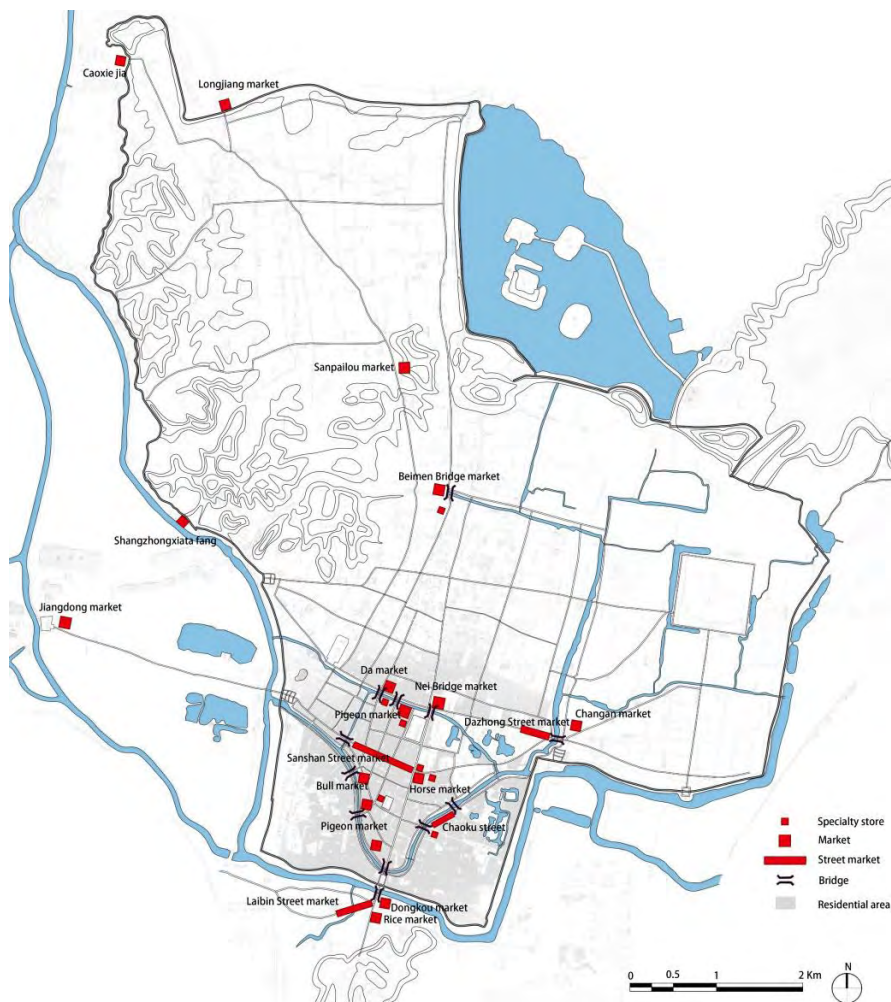 Caoxie jia
Longjiang market
Sanpailou market
Beimen Bridge market
Shangzhongxiata fang
Jiangdong market
Da market
Nei Bridge market
Pigeon market
Dazhong Street market
Changan market
Sanshan Street market
Bull market
Horse market
Pigeon market
Chaoku street
Laibin Street market
Dongkou market
Rice market
Specialty store
Market
Street market
Bridge
Residential area
N
0 0.5 1 2 Km